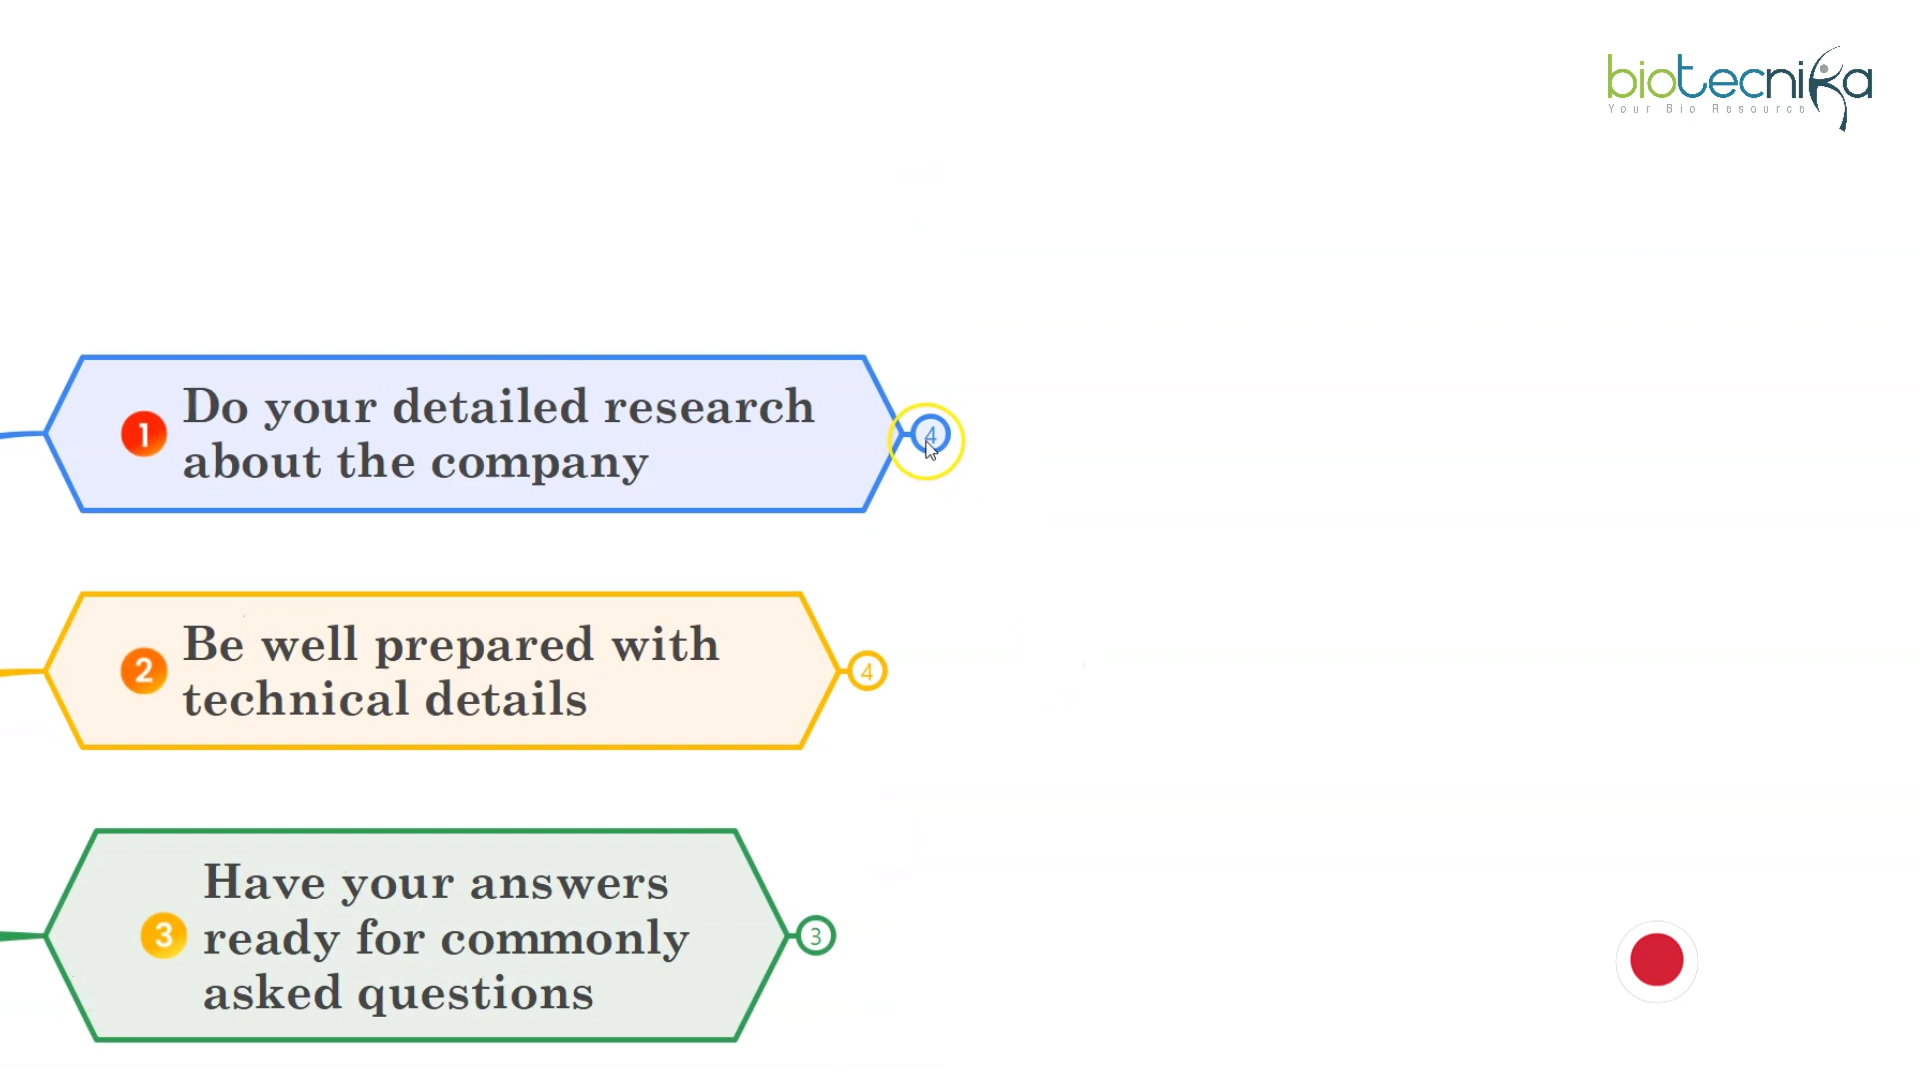 biotecnika
Your Bio Resource
1
Do your detailed research
about the company
4
2
Be well prepared with
technical details
4
3
Have your answers
ready for commonly
asked questions
3